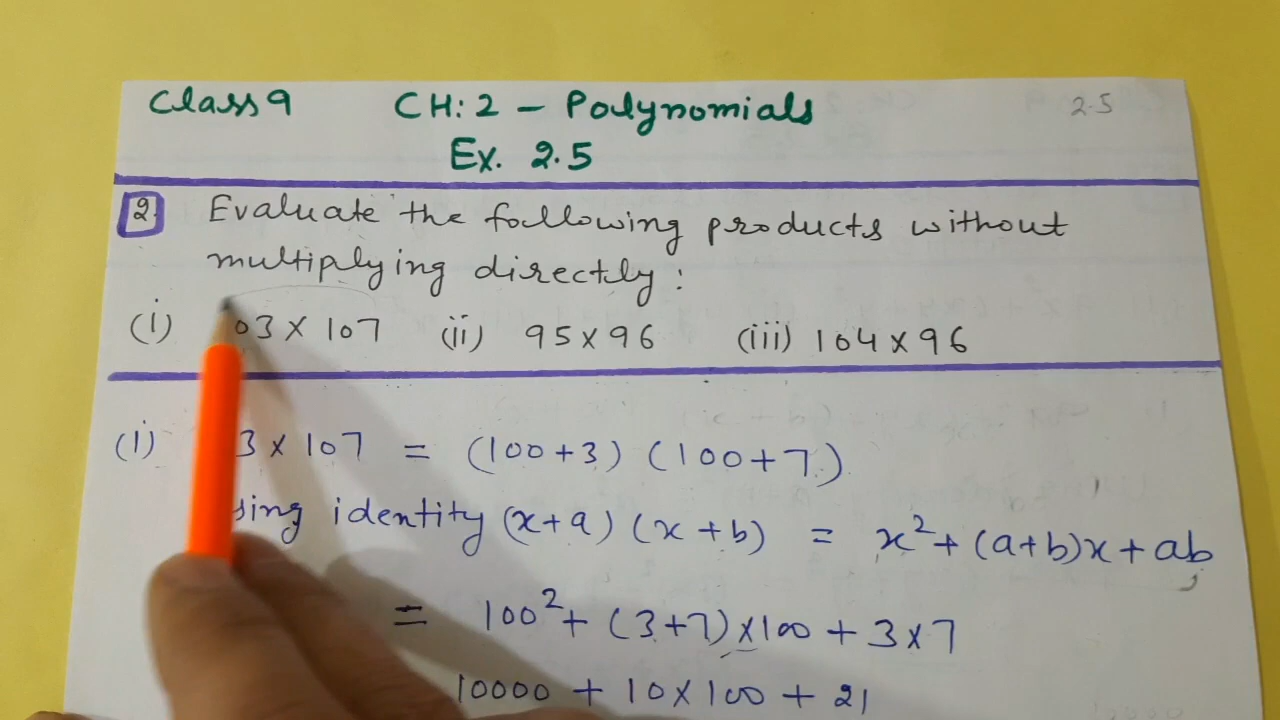 Class 9 CH: 2 - Polynomials 2.5
Ex. 2.5
2. Evaluate the following products without
multiplying directly:
(i) 03 × 107 (ii) 95 × 96 (iii) 104 × 96
(i) 3 × 107 = (100+3) (100+7)
sing identity (x+a) (x+b) = x²+(a+b)x+ab
= 100²+ (3+7)×100 + 3×7
10000 + 10×100 + 21